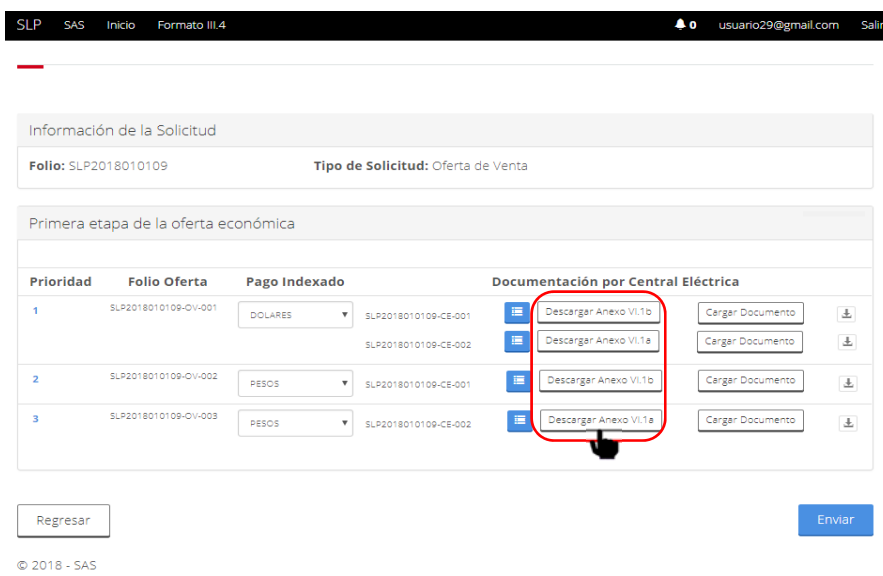 SLP SAS Inicio Formato III.4 0 usuario29@gmail.com Salir
Información de la Solicitud
Folio: SLP2018010109 Tipo de Solicitud: Oferta de Venta
Primera etapa de la oferta económica
Prioridad Folio Oferta Pago Indexado Documentación por Central Eléctrica
1 SLP2018010109-OV-001 DOLARES SLP2018010109-CE-001 Descargar Anexo VI.1b Cargar Documento
SLP2018010109-CE-002 Descargar Anexo VI.1a Cargar Documento
2 SLP2018010109-OV-002 PESOS SLP2018010109-CE-001 Descargar Anexo VI.1b Cargar Documento
3 SLP2018010109-OV-003 PESOS SLP2018010109-CE-002 Descargar Anexo VI.1a Cargar Documento
Regresar Enviar
© 2018 - SAS